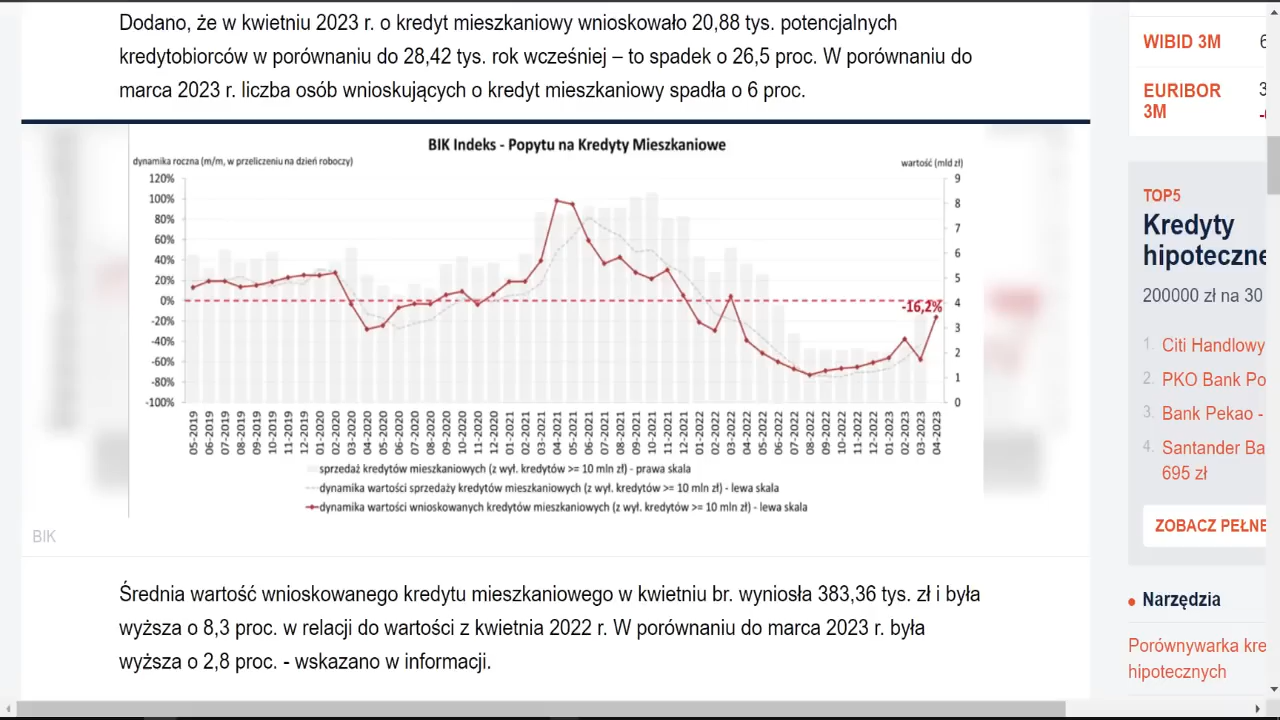 Dodano, że w kwietniu 2023 r. o kredyt mieszkaniowy wnioskowało 20,88 tys. potencjalnych
kredytobiorców w porównaniu do 28,42 tys. rok wcześniej – to spadek o 26,5 proc. W porównaniu do
marca 2023 r. liczba osób wnioskujących o kredyt mieszkaniowy spadła o 6 proc.
BIK Indeks - Popytu na Kredyty Mieszkaniowe
dynamika roczna (m/m, w przeliczeniu na dzień roboczy)
wartość (mld zł)
120%
100%
80%
60%
40%
20%
0%
-20%
-40%
-60%
-80%
-100%
9
8
7
6
5
4
3
2
1
0
-16,2%
05-2019
06-2019
07-2019
08-2019
09-2019
10-2019
11-2019
12-2019
01-2020
02-2020
03-2020
04-2020
05-2020
06-2020
07-2020
08-2020
09-2020
10-2020
11-2020
12-2020
01-2021
02-2021
03-2021
04-2021
05-2021
06-2021
07-2021
08-2021
09-2021
10-2021
11-2021
12-2021
01-2022
02-2022
03-2022
04-2022
05-2022
06-2022
07-2022
08-2022
09-2022
10-2022
11-2022
12-2022
01-2023
02-2023
03-2023
04-2023
sprzedaż kredytów mieszkaniowych (z wył. kredytów >= 10 mln zł) - prawa skala
dynamika wartości sprzedaży kredytów mieszkaniowych (z wył. kredytów >= 10 mln zł) - lewa skala
dynamika wartości wnioskowanych kredytów mieszkaniowych (z wył. kredytów >= 10 mln zł) - lewa skala
BIK
Średnia wartość wnioskowanego kredytu mieszkaniowego w kwietniu br. wyniosła 383,36 tys. zł i była
wyższa o 8,3 proc. w relacji do wartości z kwietnia 2022 r. W porównaniu do marca 2023 r. była
wyższa o 2,8 proc. - wskazano w informacji.
WIBID 3M
EURIBOR
3M
TOP5
Kredyty
hipoteczne
200000 zł na 30
1. Citi Handlowy
2. PKO Bank Po
3. Bank Pekao -
4. Santander Ba
695 zł
ZOBACZ PEŁNE
Narzędzia
Porównywarka kre
hipotecznych